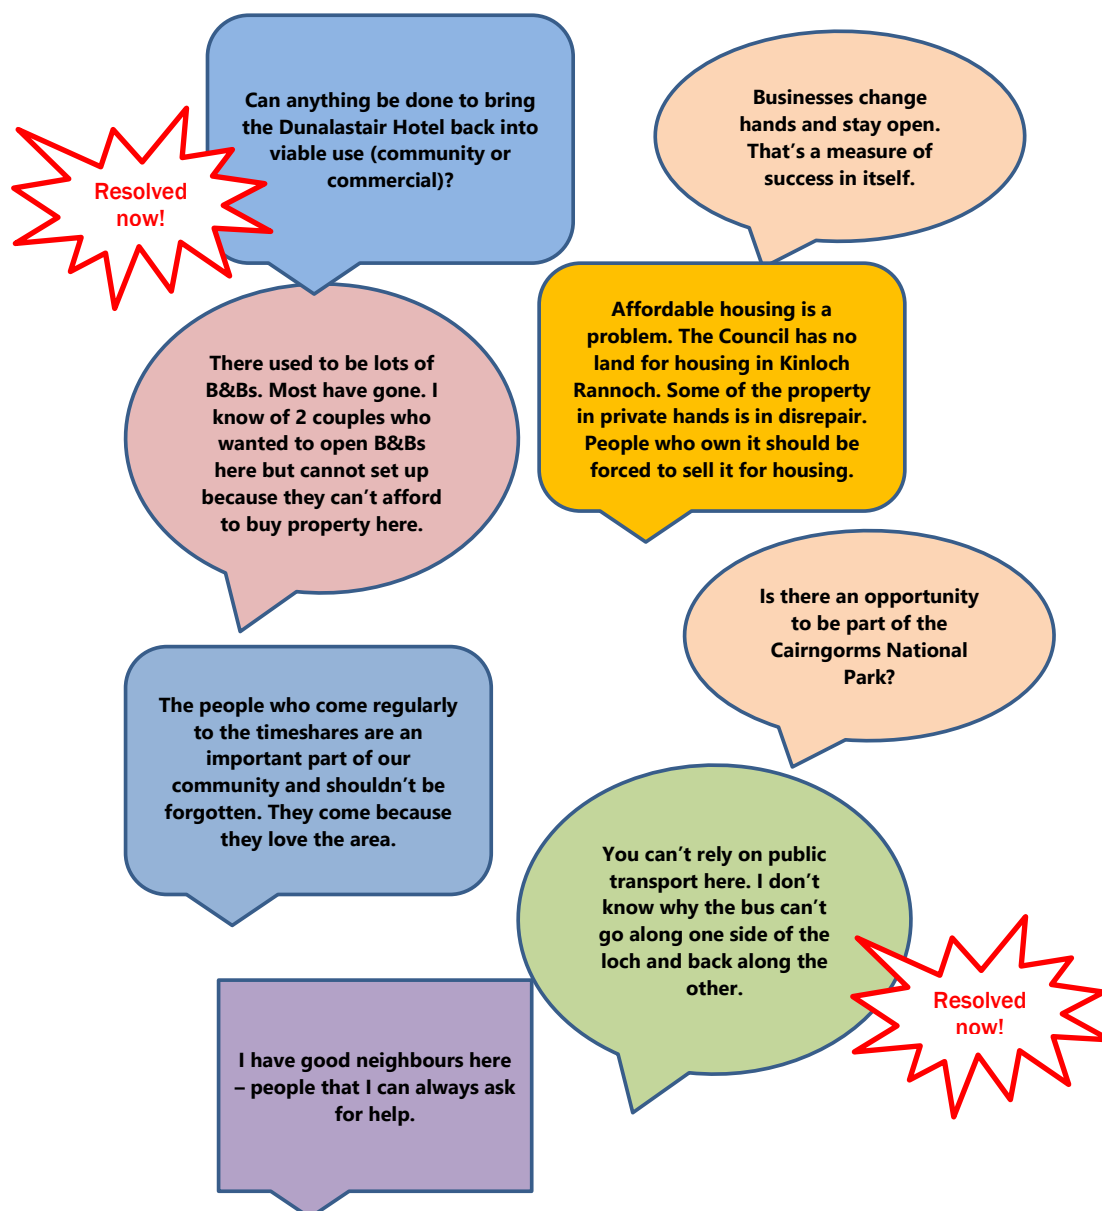 Can anything be done to bring
the Dunalastair Hotel back into
viable use (community or
commercial)?
Resolved
now!
Businesses change
hands and stay open.
That’s a measure of
success in itself.
Affordable housing is a
problem. The Council has no
land for housing in Kinloch
Rannoch. Some of the property
in private hands is in disrepair.
People who own it should be
forced to sell it for housing.
There used to be lots of
B&Bs. Most have gone. I
know of 2 couples who
wanted to open B&Bs
here but cannot set up
because they can’t afford
to buy property here.
Is there an opportunity
to be part of the
Cairngorms National
Park?
The people who come regularly
to the timeshares are an
important part of our
community and shouldn’t be
forgotten. They come because
they love the area.
You can’t rely on public
transport here. I don’t
know why the bus can’t
go along one side of the
loch and back along the
other.
Resolved
now!
I have good neighbours here
– people that I can always ask
for help.